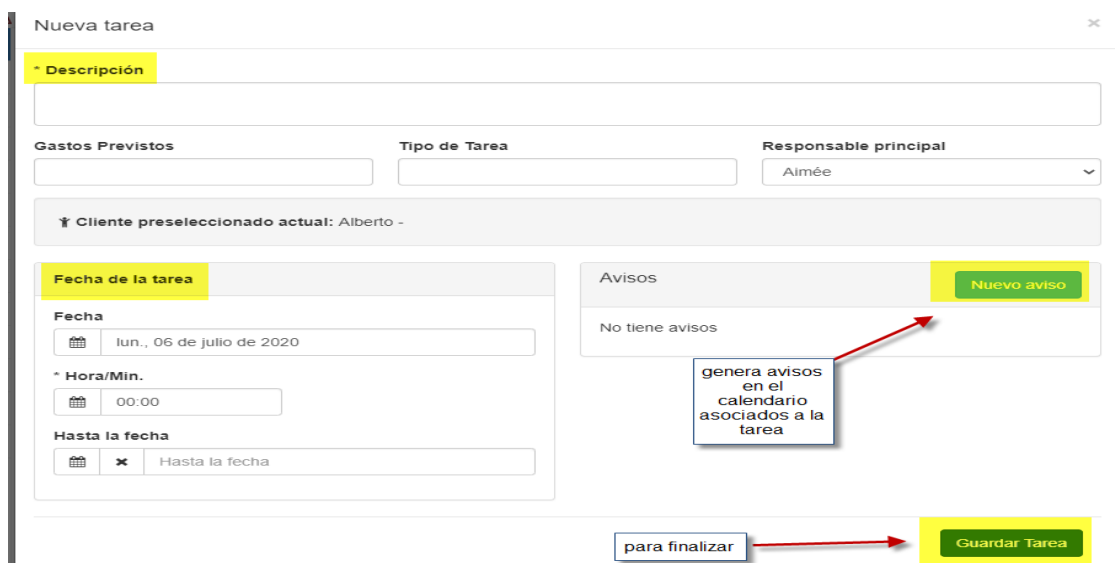 Nueva tarea
* Descripción
Gastos Previstos
Tipo de Tarea
Responsable principal
Aimée
Cliente preseleccionado actual: Alberto -
Fecha de la tarea
Fecha
lun., 06 de julio de 2020
* Hora/Min.
00:00
Hasta la fecha
Hasta la fecha
Avisos
Nuevo aviso
No tiene avisos
genera avisos
en el
calendario
asociados a la
tarea
para finalizar
Guardar Tarea